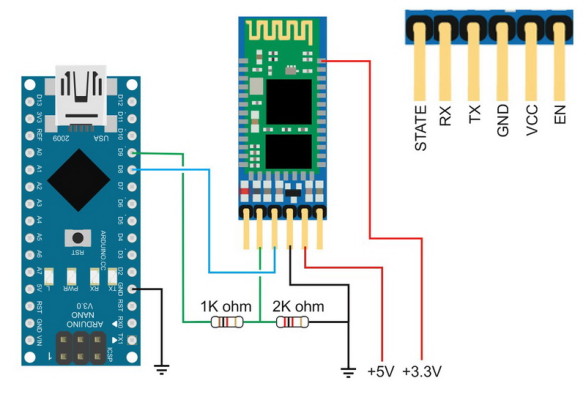 STATE
RX
TX
GND
VCC
EN
D13
3V3
REF
A0
A1
A2
A3
A4
A5
A6
A7
5V
RST
GND
VIN
D12
D11
D10
D9
D8
D7
D6
D5
D4
D3
D2
GND
RST
RX0
TX1
USA
2009
RST
ARDUINO.CC
L
PWR
RX
TX
ARDUINO
NANO
V3.0
ICSP
1
1K ohm
2K ohm
+5V
+3.3V